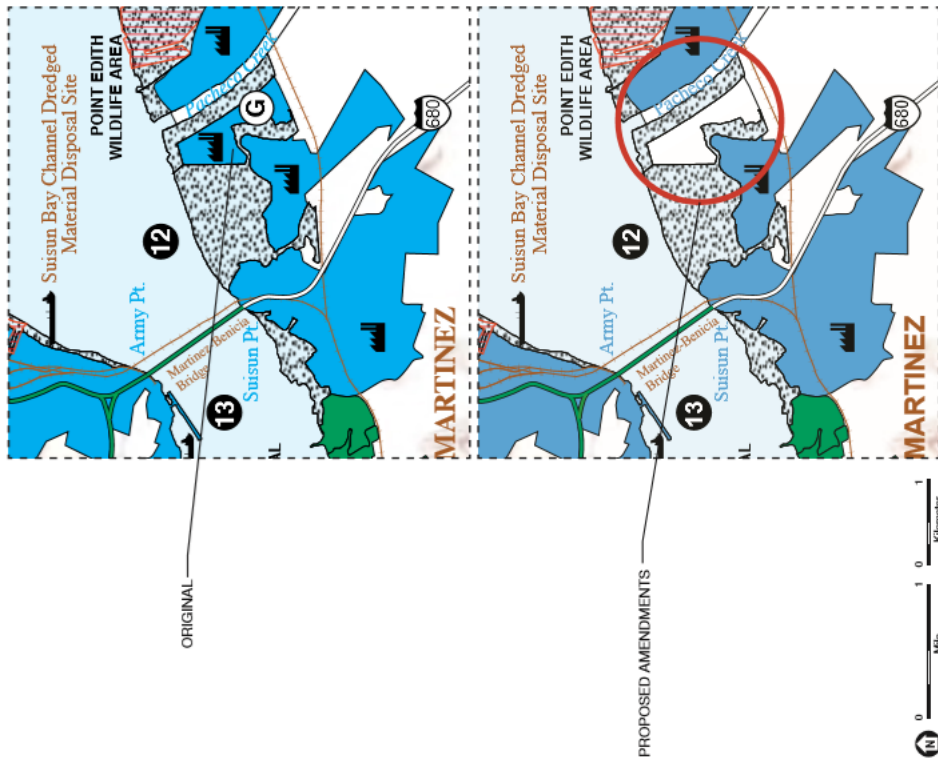 Suisun Bay Channel Dredged
Material Disposal Site
POINT EDITH
WILDLIFE AREA
Pacheco Creek
G
12
Army Pt.
680
Martinez-Benicia
Bridge
Suisun Pt.
13
AL
MARTINEZ
Suisun Bay Channel Dredged
Material Disposal Site
POINT EDITH
WILDLIFE AREA
Pacheco Creek
12
Army Pt.
680
Martinez-Benicia
Bridge
Suisun Pt.
13
AL
MARTINEZ
ORIGINAL
PROPOSED AMENDMENTS
0 1
0 1
N